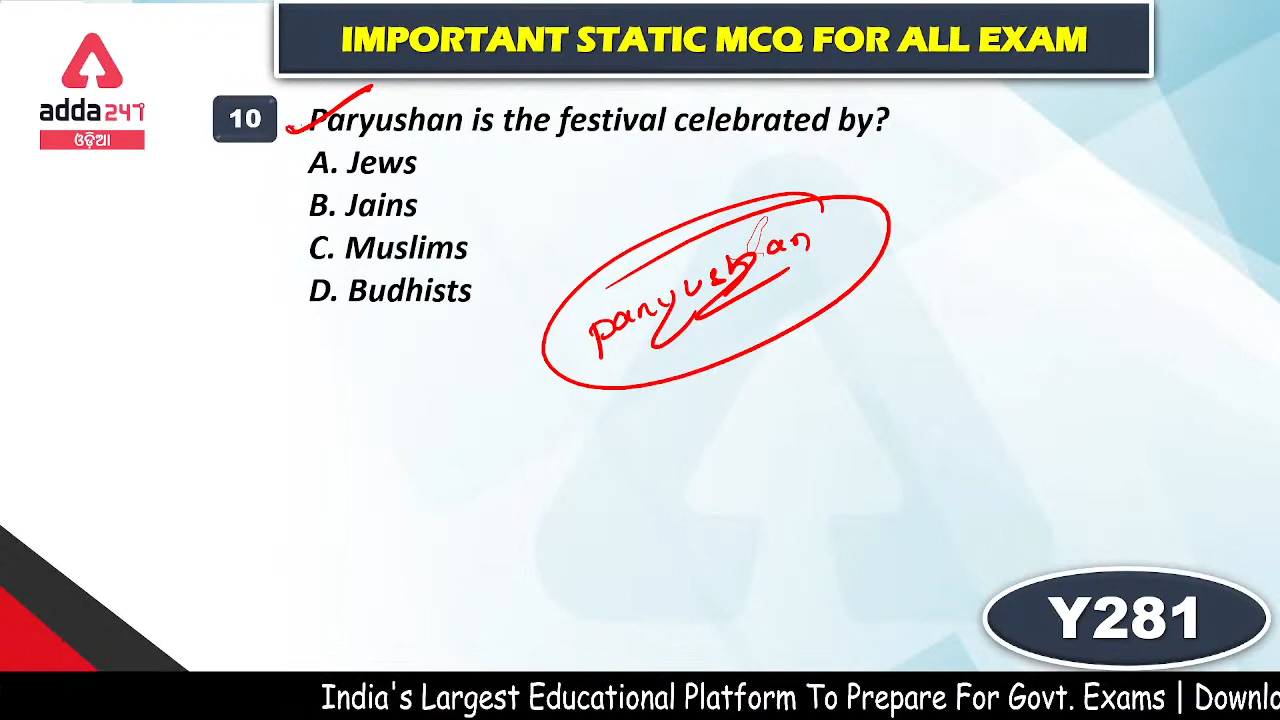 IMPORTANT STATIC MCQ FOR ALL EXAM
adda247
ଓଡ଼ିଆ
10
Paryushan is the festival celebrated by?
A. Jews
B. Jains
C. Muslims
D. Budhists
paryushan
Y281
India's Largest Educational Platform To Prepare For Govt. Exams | Downlo